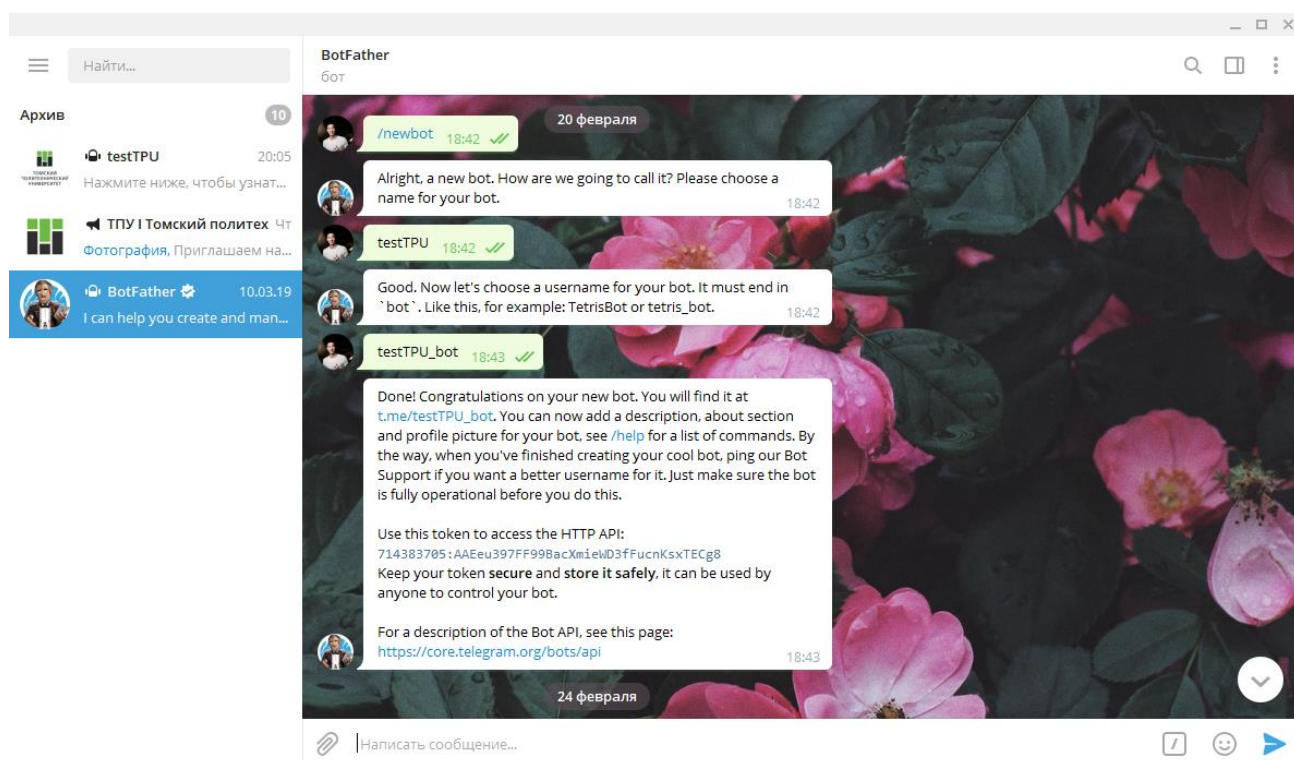 Найти...
Архив
10
testTPU 20:05
Нажмите ниже, чтобы узнат...
ТПУ I Томский политех Чт
Фотография, Приглашаем на...
BotFather 10.03.19
I can help you create and man...
BotFather
бот
20 февраля
/newbot 18:42
Alright, a new bot. How are we going to call it? Please choose a
name for your bot. 18:42
testTPU 18:42
Good. Now let's choose a username for your bot. It must end in
`bot`. Like this, for example: TetrisBot or tetris_bot. 18:42
testTPU_bot 18:43
Done! Congratulations on your new bot. You will find it at
t.me/testTPU_bot. You can now add a description, about section
and profile picture for your bot, see /help for a list of commands. By
the way, when you've finished creating your cool bot, ping our Bot
Support if you want a better username for it. Just make sure the bot
is fully operational before you do this.
Use this token to access the HTTP API:
714383705:AAEeu397FF99BacXmieWD3fFucnKsxTECg8
Keep your token secure and store it safely, it can be used by
anyone to control your bot.
For a description of the Bot API, see this page:
https://core.telegram.org/bots/api 18:43
24 февраля
Написать сообщение...